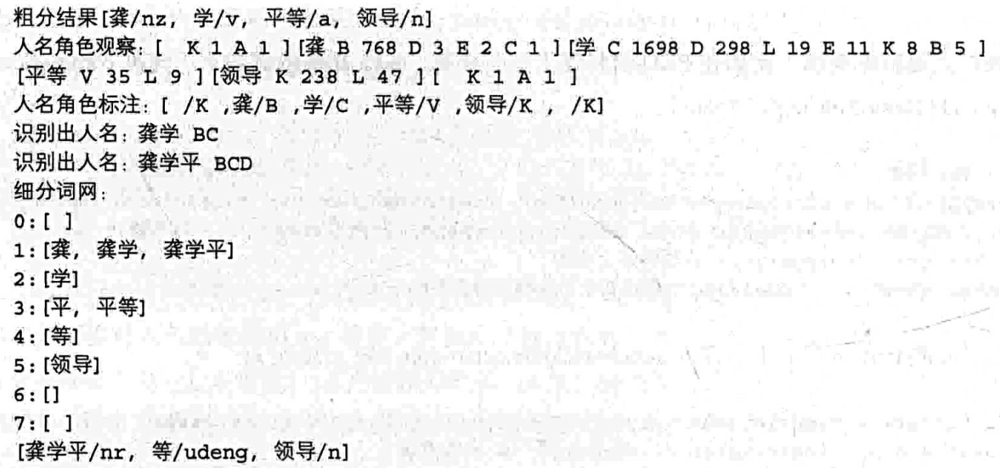 粗分结果[龚/nz, 学/v, 平等/a, 领导/n]
人名角色观察：[  K 1 A 1 ][龚 B 768 D 3 E 2 C 1 ][学 C 1698 D 298 L 19 E 11 K 8 B 5 ]
[平等 V 35 L 9 ][领导 K 238 L 47 ][  K 1 A 1 ]
人名角色标注：[ /K ,龚/B ,学/C ,平等/V ,领导/K , /K]
识别出人名：龚学 BC
识别出人名：龚学平 BCD
细分词网：
0:[ ]
1:[龚, 龚学, 龚学平]
2:[学]
3:[平, 平等]
4:[等]
5:[领导]
6:[]
7:[ ]
[龚学平/nr, 等/udeng, 领导/n]